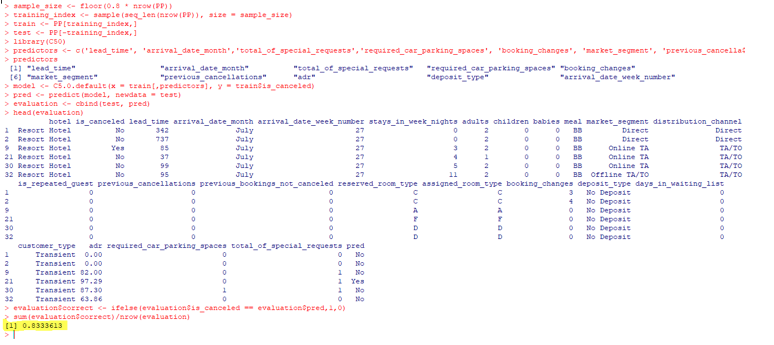 > sample_size <- floor(0.8 * nrow(PP))
> training_index <- sample(seq_len(nrow(PP)), size = sample_size)
> train <- PP[training_index,]
> test <- PP[-training_index,]
> library(C50)
> predictors <- c('lead_time', 'arrival_date_month','total_of_special_requests','required_car_parking_spaces', 'booking_changes', 'market_segment', 'previous_cancella$
> predictors
[1] "lead_time" "arrival_date_month" "total_of_special_requests" "required_car_parking_spaces" "booking_changes"
[6] "market_segment" "previous_cancellations" "adr" "deposit_type" "arrival_date_week_number"
> model <- C5.0.default(x = train[,predictors], y = train$is_canceled)
> pred <- predict(model, newdata = test)
> evaluation <- cbind(test, pred)
> head(evaluation)
hotel is_canceled lead_time arrival_date_month arrival_date_week_number stays_in_week_nights adults children babies meal market_segment distribution_channel
1 Resort Hotel No 342 July 27 0 2 0 0 BB Direct Direct
2 Resort Hotel No 737 July 27 0 2 0 0 BB Direct Direct
9 Resort Hotel Yes 85 July 27 3 2 0 0 BB Online TA TA/TO
21 Resort Hotel No 37 July 27 4 1 0 0 BB Online TA TA/TO
30 Resort Hotel No 99 July 27 5 2 0 0 BB Online TA TA/TO
32 Resort Hotel No 95 July 27 11 2 0 0 BB Offline TA/TO TA/TO
is_repeated_guest previous_cancellations previous_bookings_not_canceled reserved_room_type assigned_room_type booking_changes deposit_type days_in_waiting_list
1 0 0 0 C C 3 No Deposit 0
2 0 0 0 C C 4 No Deposit 0
9 0 0 0 A A 0 No Deposit 0
21 0 0 0 F F 0 No Deposit 0
30 0 0 0 D D 0 No Deposit 0
32 0 0 0 D D 0 No Deposit 0
customer_type adr required_car_parking_spaces total_of_special_requests pred
1 Transient 0.00 0 0 No
2 Transient 0.00 0 0 No
9 Transient 82.00 0 1 No
21 Transient 97.29 0 1 Yes
30 Transient 87.30 1 1 No
32 Transient 63.86 0 0 No
> evaluation$correct <- ifelse(evaluation$is_canceled == evaluation$pred,1,0)
> sum(evaluation$correct)/nrow(evaluation)
[1] 0.8333613
>